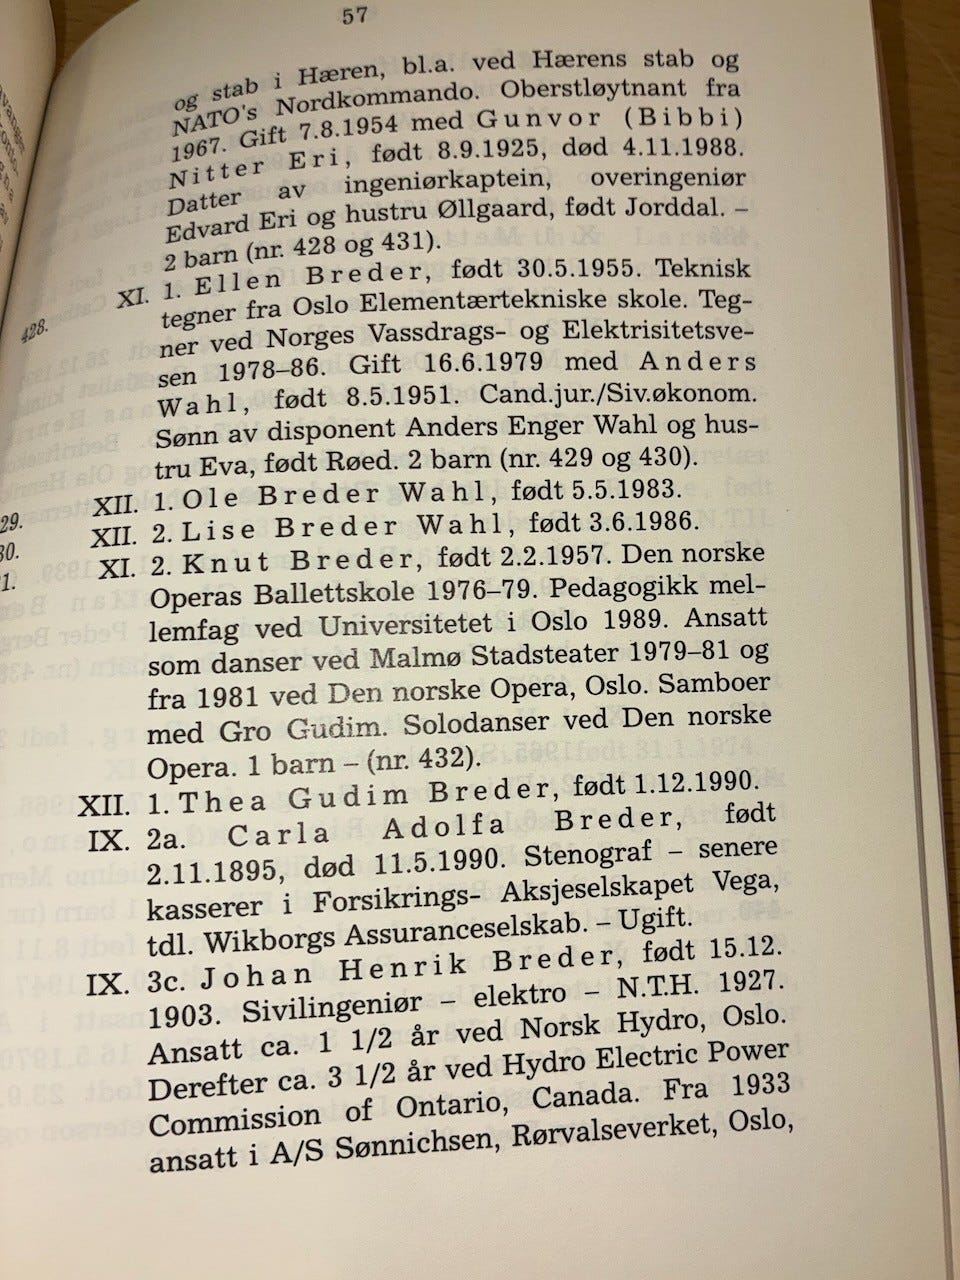 57
og stab i Hæren, bl.a. ved Hærens stab og
NATO's Nordkommando. Oberstløytnant fra
1967. Gift 7.8.1954 med Gunvor (Bibbi)
Nitter Eri, født 8.9.1925, død 4.11.1988.
Datter av ingeniørkaptein, overingeniør
Edvard Eri og hustru Øllgaard, født Jorddal. –
2 barn (nr. 428 og 431).
428. XI. 1. Ellen Breder, født 30.5.1955. Teknisk
tegner fra Oslo Elementærtekniske skole. Teg-
ner ved Norges Vassdrags- og Elektrisitetsve-
sen 1978–86. Gift 16.6.1979 med Anders
Wahl, født 8.5.1951. Cand.jur./Siv.økonom.
Sønn av disponent Anders Enger Wahl og hus-
tru Eva, født Røed. 2 barn (nr. 429 og 430).
29. XII. 1. Ole Breder Wahl, født 5.5.1983.
30. XII. 2. Lise Breder Wahl, født 3.6.1986.
1. XI. 2. Knut Breder, født 2.2.1957. Den norske
Operas Ballettskole 1976–79. Pedagogikk mel-
lemfag ved Universitetet i Oslo 1989. Ansatt
som danser ved Malmø Stadsteater 1979–81 og
fra 1981 ved Den norske Opera, Oslo. Samboer
med Gro Gudim. Solodanser ved Den norske
Opera. 1 barn – (nr. 432).
XII. 1. Thea Gudim Breder, født 1.12.1990.
IX. 2a. Carla Adolfa Breder, født
2.11.1895, død 11.5.1990. Stenograf – senere
kasserer i Forsikrings- Aksjeselskapet Vega,
tdl. Wikborgs Assuranceselskab. – Ugift.
IX. 3c. Johan Henrik Breder, født 15.12.
1903. Sivilingeniør – elektro – N.T.H. 1927.
Ansatt ca. 1 1/2 år ved Norsk Hydro, Oslo.
Derefter ca. 3 1/2 år ved Hydro Electric Power
Commission of Ontario, Canada. Fra 1933
ansatt i A/S Sønnichsen, Rørvalseverket, Oslo,